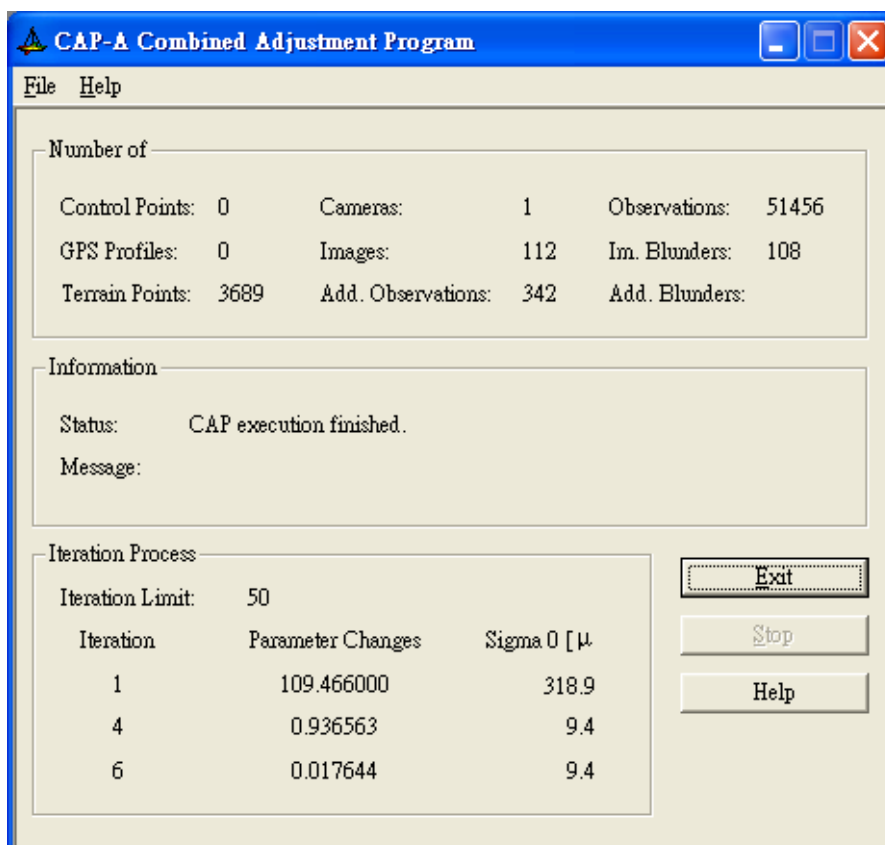 CAP-A Combined Adjustment Program
File Help
Number of
Control Points: 0 Cameras: 1 Observations: 51456
GPS Profiles: 0 Images: 112 Im. Blunders: 108
Terrain Points: 3689 Add. Observations: 342 Add. Blunders:
Information
Status: CAP execution finished.
Message:
Iteration Process
Iteration Limit: 50
Iteration Parameter Changes Sigma 0 [μ
1 109.466000 318.9
4 0.936563 9.4
6 0.017644 9.4
Exit
Stop
Help